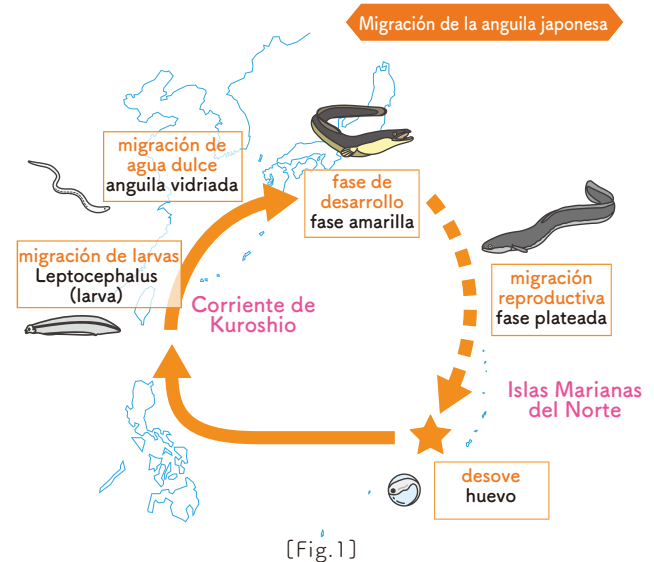 Migración de la anguila japonesa
migración de
agua dulce
anguila vidriada
fase de
desarrollo
fase amarilla
migración de larvas
Leptocephalus
(larva)
migración
reproductiva
fase plateada
Corriente de
Kuroshio
Islas Marianas
del Norte
desove
huevo
[Fig.1]